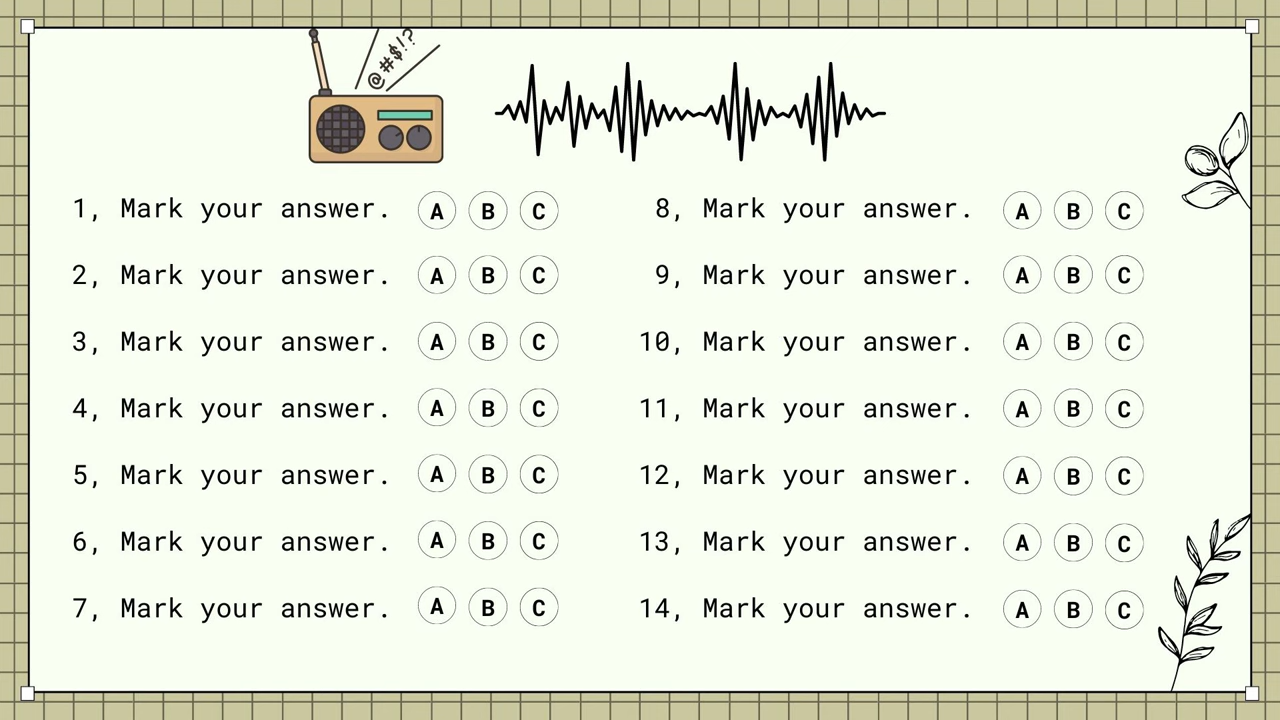 @#$!?
1, Mark your answer. A B C
2, Mark your answer. A B C
3, Mark your answer. A B C
4, Mark your answer. A B C
5, Mark your answer. A B C
6, Mark your answer. A B C
7, Mark your answer. A B C
8, Mark your answer. A B C
9, Mark your answer. A B C
10, Mark your answer. A B C
11, Mark your answer. A B C
12, Mark your answer. A B C
13, Mark your answer. A B C
14, Mark your answer. A B C